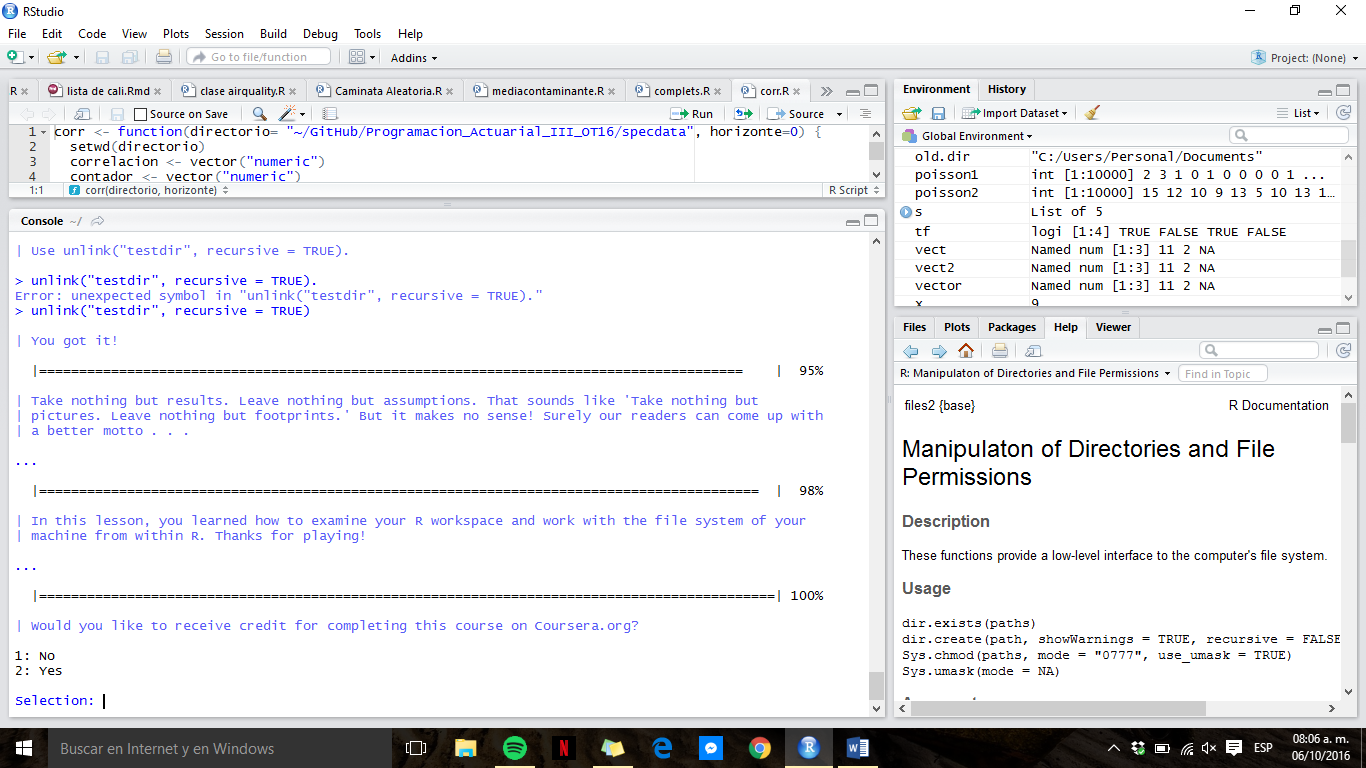 RStudio
File Edit Code View Plots Session Build Debug Tools Help
Go to file/function Addins Project: (None)
R lista de cali.Rmd clase airquality.R Caminata Aleatoria.R mediacontaminante.R complets.R corr.R
Source on Save Run Source
1 corr <- function(directorio= "~/GitHub/Programacion_Actuarial_III_OT16/specdata", horizonte=0) {
2 setwd(directorio)
3 correlacion <- vector("numeric")
4 contador <- vector("numeric")
1:1 corr(directorio, horizonte) R Script
Console ~/
| Use unlink("testdir", recursive = TRUE).
> unlink("testdir", recursive = TRUE).
Error: unexpected symbol in "unlink("testdir", recursive = TRUE)."
> unlink("testdir", recursive = TRUE)
| You got it!
|======================================================================================== | 95%
| Take nothing but results. Leave nothing but assumptions. That sounds like 'Take nothing but
| pictures. Leave nothing but footprints.' But it makes no sense! Surely our readers can come up with
| a better motto . . .
...
|========================================================================================== | 98%
| In this lesson, you learned how to examine your R workspace and work with the file system of your
| machine from within R. Thanks for playing!
...
|============================================================================================| 100%
| Would you like to receive credit for completing this course on Coursera.org?
1: No
2: Yes
Selection:
Environment History
Import Dataset List
Global Environment
old.dir "C:/Users/Personal/Documents"
poisson1 int [1:10000] 2 3 1 0 1 0 0 0 0 1 ...
poisson2 int [1:10000] 15 12 10 9 13 5 10 13 1…
s List of 5
tf logi [1:4] TRUE FALSE TRUE FALSE
vect Named num [1:3] 11 2 NA
vect2 Named num [1:3] 11 2 NA
vector Named num [1:3] 11 2 NA
x 9
Files Plots Packages Help Viewer
R: Manipulaton of Directories and File Permissions Find in Topic
files2 {base} R Documentation
Manipulaton of Directories and File
Permissions
Description
These functions provide a low-level interface to the computer's file system.
Usage
dir.exists(paths)
dir.create(path, showWarnings = TRUE, recursive = FALSE
Sys.chmod(paths, mode = "0777", use_umask = TRUE)
Sys.umask(mode = NA)
Buscar en Internet y en Windows
ESP
08:06 a. m.
06/10/2016